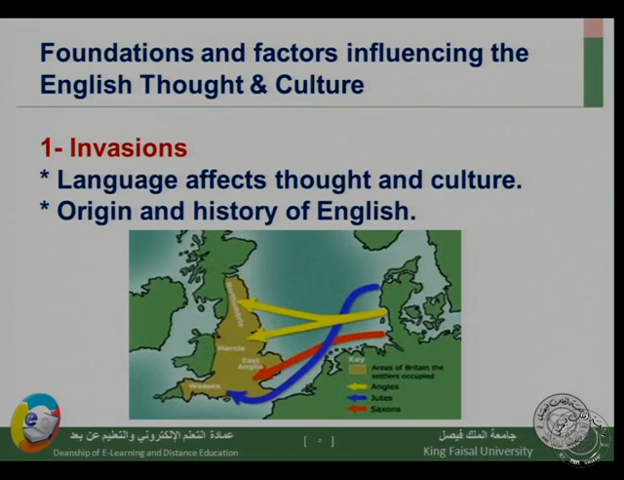 Foundations and factors influencing the
English Thought & Culture
1- Invasions
* Language affects thought and culture.
* Origin and history of English.
Northumbria
Mercia
East
Anglia
Wessex
Key
Areas of Britain the
settlers occupied
Angles
Jutes
Saxons
عمادة التعلم الإلكتروني والتعليم عن بعد
Deanship of E-Learning and Distance Education
[ ٥ ]
جامعة الملك فيصل
King Faisal University